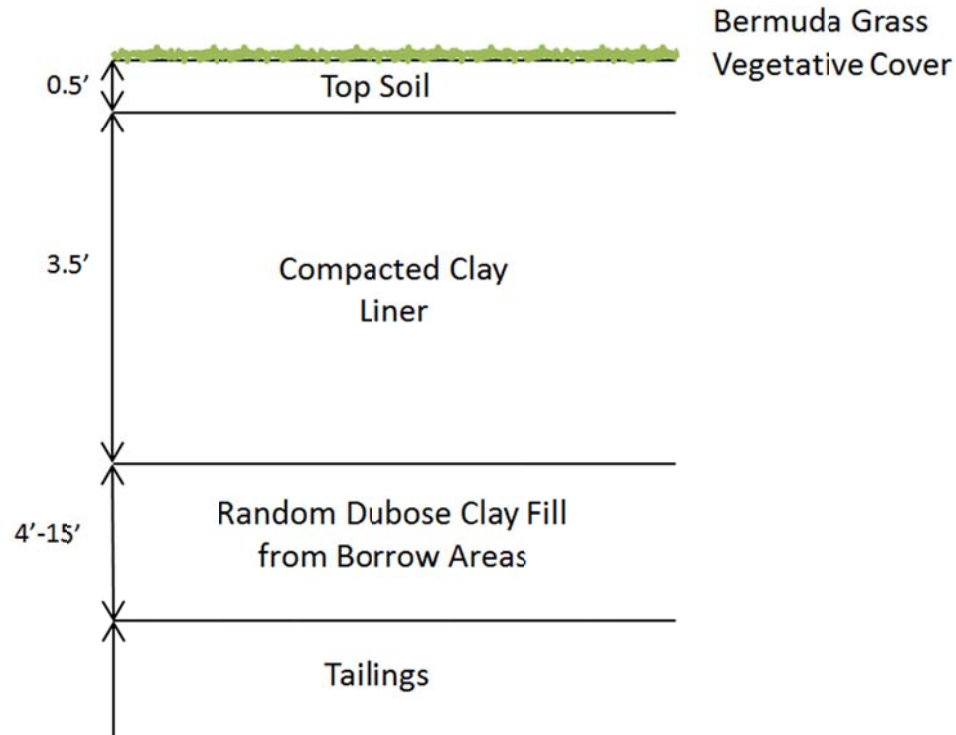 Bermuda Grass
Vegetative Cover
0.5’
Top Soil
3.5’
Compacted Clay
Liner
4’-15’
Random Dubose Clay Fill
from Borrow Areas
Tailings